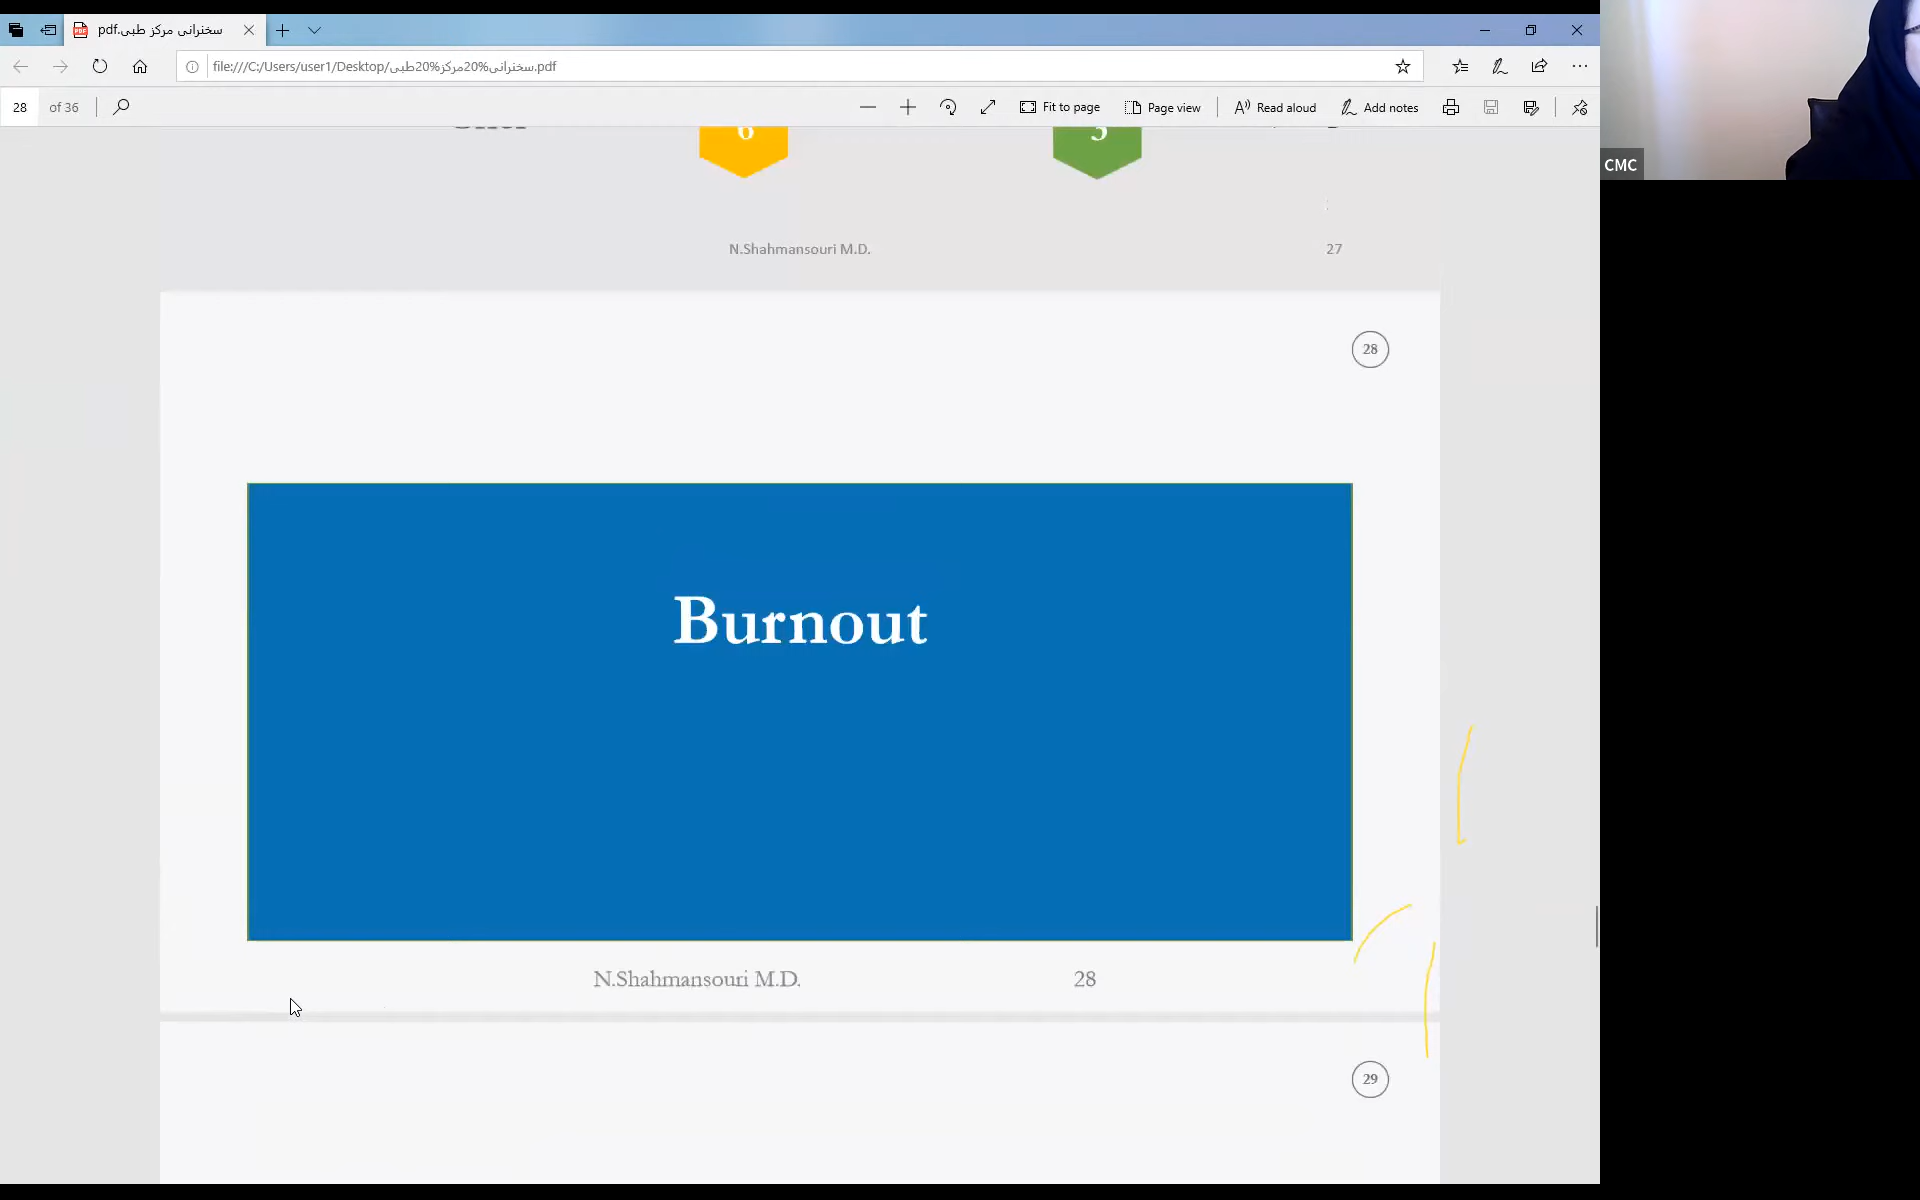 سخنرانی مرکز طبی.pdf
file:///C:/Users/user1/Desktop/سخنرانی%20مرکز%20طبی.pdf
28 of 36
Fit to page
Page view
Read aloud
Add notes
CMC
6
5
N.Shahmansouri M.D.
27
28
Burnout
N.Shahmansouri M.D.
28
29